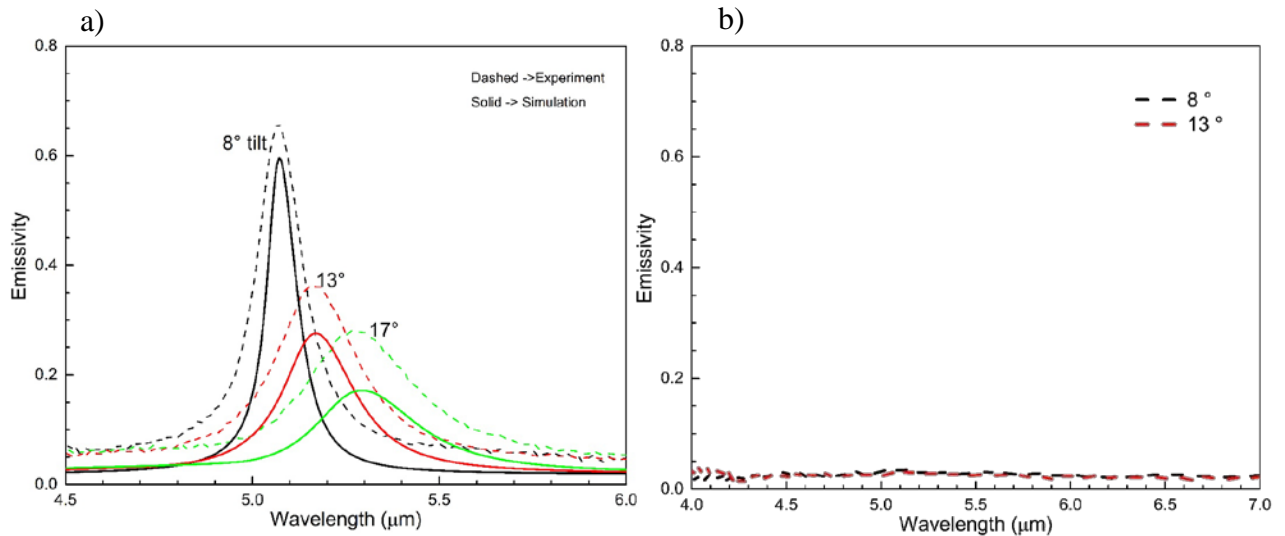 a)
0.8
0.6
0.4
0.2
0.0
Emissivity
Dashed ->Experiment
Solid -> Simulation
8° tilt
13°
17°
4.5 5.0 5.5 6.0
Wavelength (μm)
b)
0.8
0.6
0.4
0.2
0.0
Emissivity
8 °
13 °
4.0 4.5 5.0 5.5 6.0 6.5 7.0
Wavelength (μm)